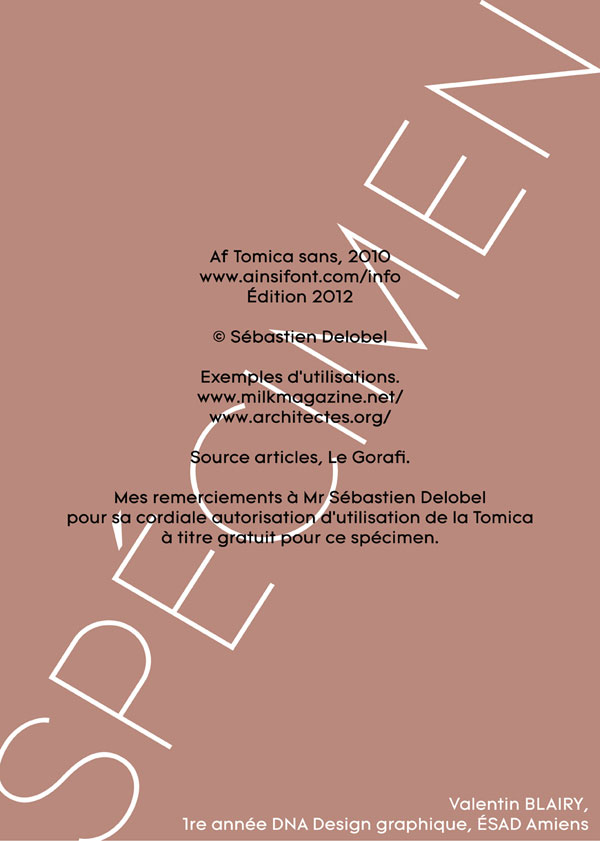 SPÉCIMEN
Af Tomica sans, 2010
www.ainsifont.com/info
Édition 2012
© Sébastien Delobel
Exemples d'utilisations.
www.milkmagazine.net/
www.architectes.org/
Source articles, Le Gorafi.
Mes remerciements à Mr Sébastien Delobel
pour sa cordiale autorisation d'utilisation de la Tomica
à titre gratuit pour ce spécimen.
Valentin BLAIRY,
1re année DNA Design graphique, ÉSAD Amiens